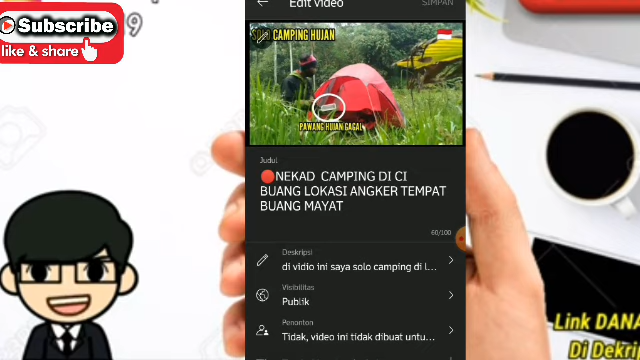 Subscribe
like & share
9
Edit video
SIMPAN
SOLO CAMPING HUJAN
PAWANG HUJAN GAGAL
Judul
🔴NEKAD CAMPING DI CI
BUANG LOKASI ANGKER TEMPAT
BUANG MAYAT
60/100
Deskripsi
di vidio ini saya solo camping di l...
Visibilitas
Publik
Penonton
Tidak, video ini tidak dibuat untu...
Link DANA
Di Dekri